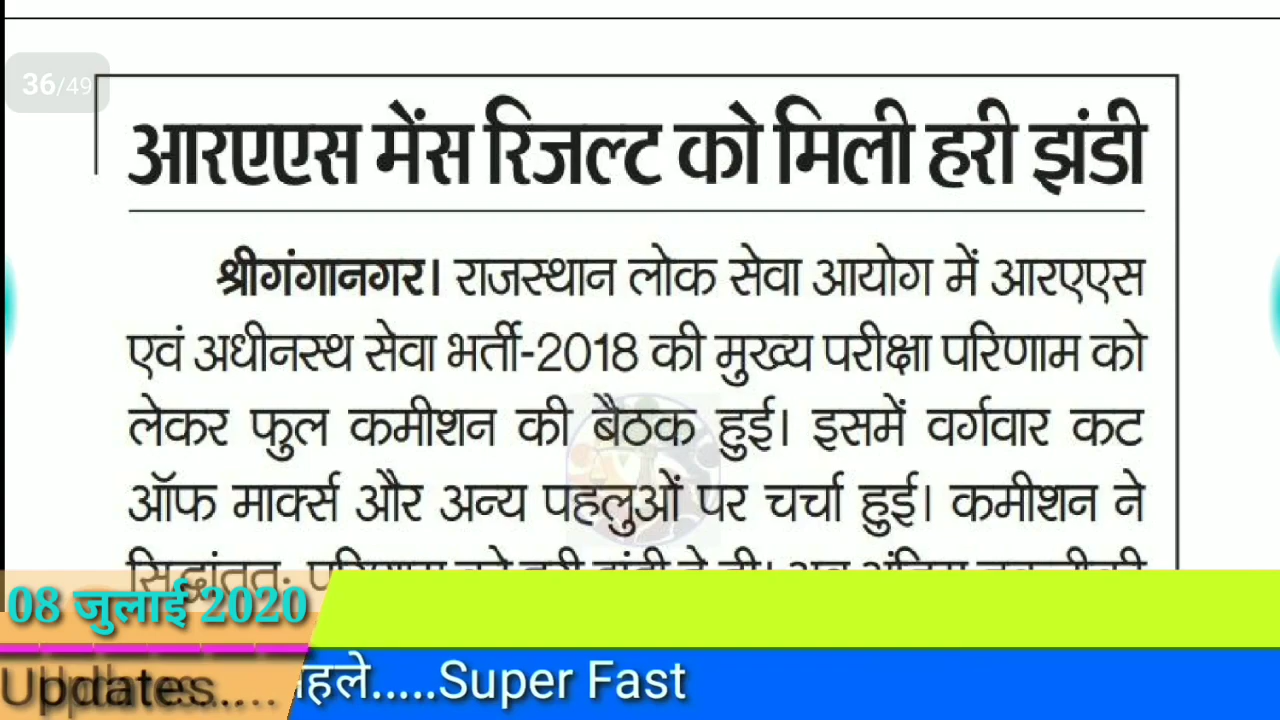 36/49
आरएएस मेंस रिजल्ट को मिली हरी झंडी
श्रीगंगानगर। राजस्थान लोक सेवा आयोग में आरएएस
एवं अधीनस्थ सेवा भर्ती-2018 की मुख्य परीक्षा परिणाम को
लेकर फुल कमीशन की बैठक हुई। इसमें वर्गवार कट
ऑफ मार्क्स और अन्य पहलुओं पर चर्चा हुई। कमीशन ने
सिद्धांततः
08 जुलाई 2020
Updates..... .....Super Fast